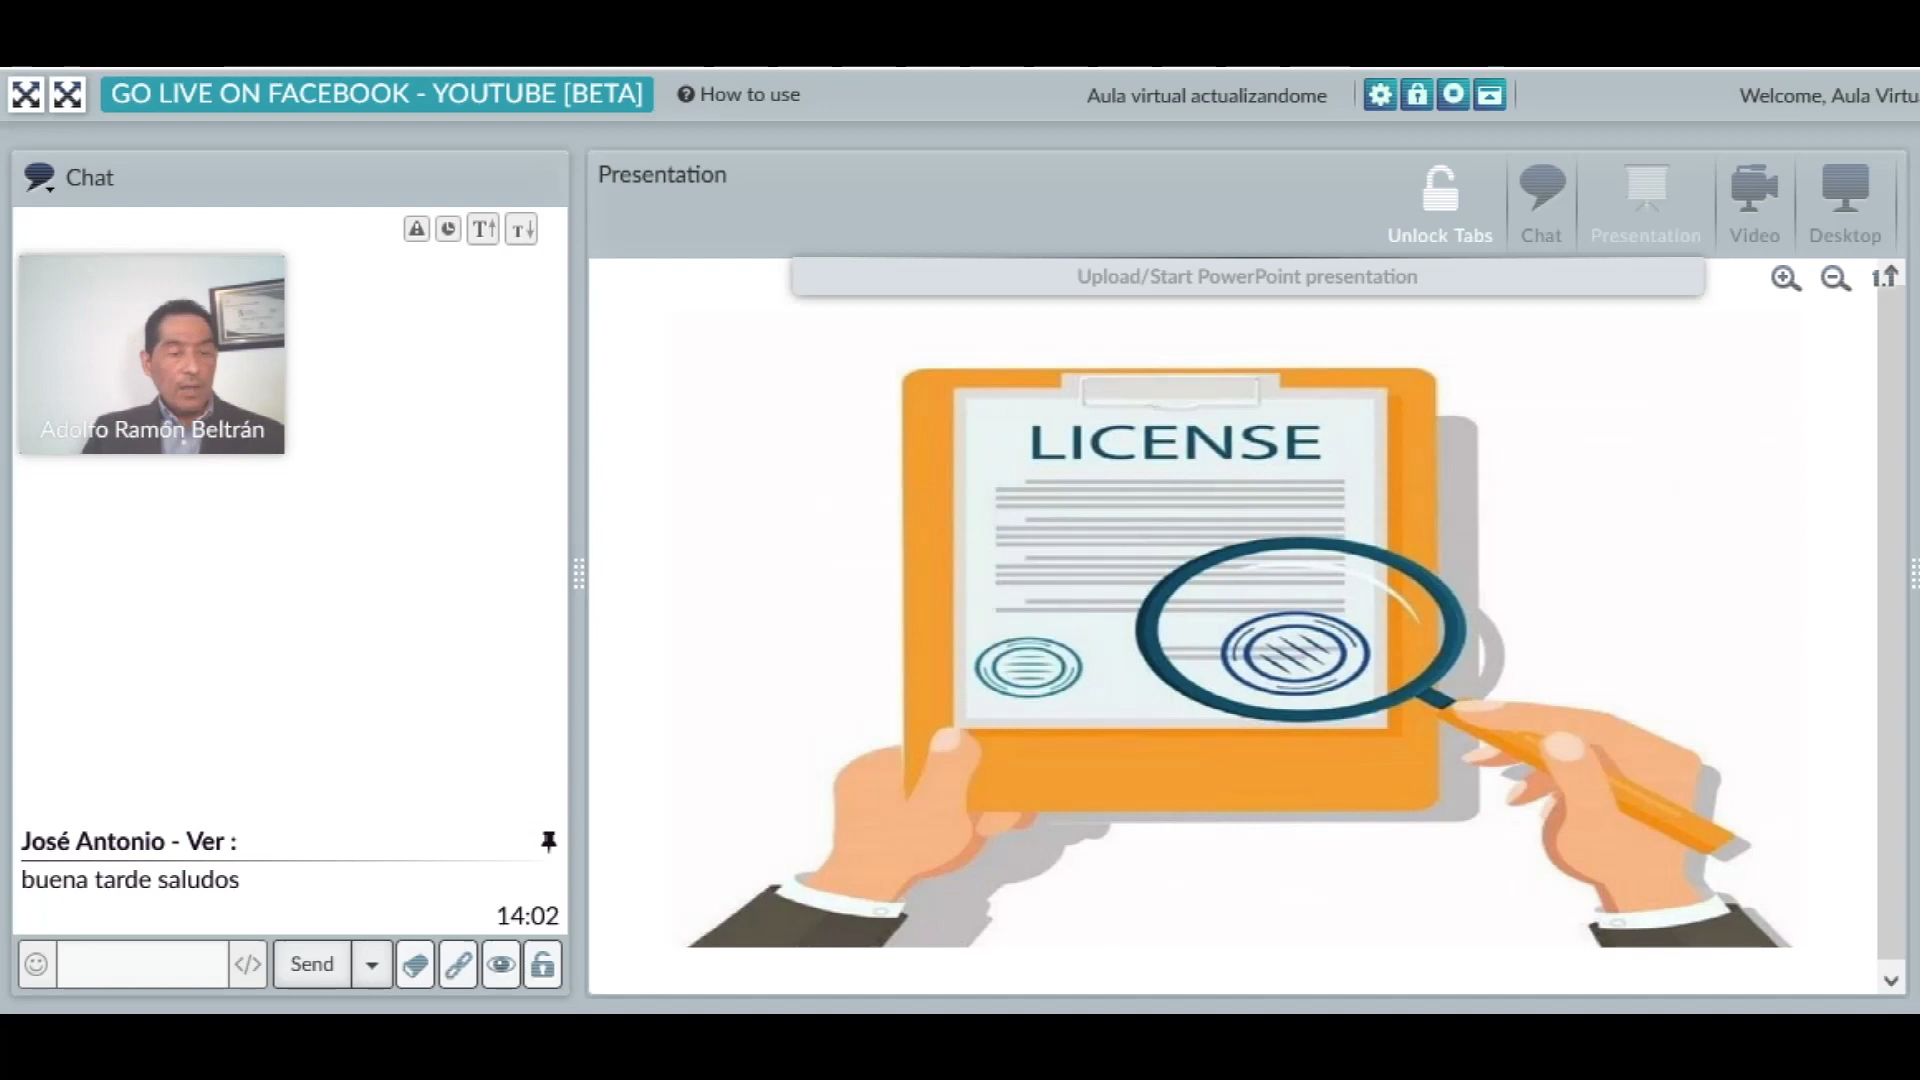 GO LIVE ON FACEBOOK - YOUTUBE [BETA]
How to use
Aula virtual actualizandome
Welcome, Aula Virtu
Chat
Adolfo Ramón Beltrán
José Antonio - Ver :
buena tarde saludos
14:02
Send
Presentation
Unlock Tabs
Chat
Presentation
Video
Desktop
Upload/Start PowerPoint presentation
LICENSE